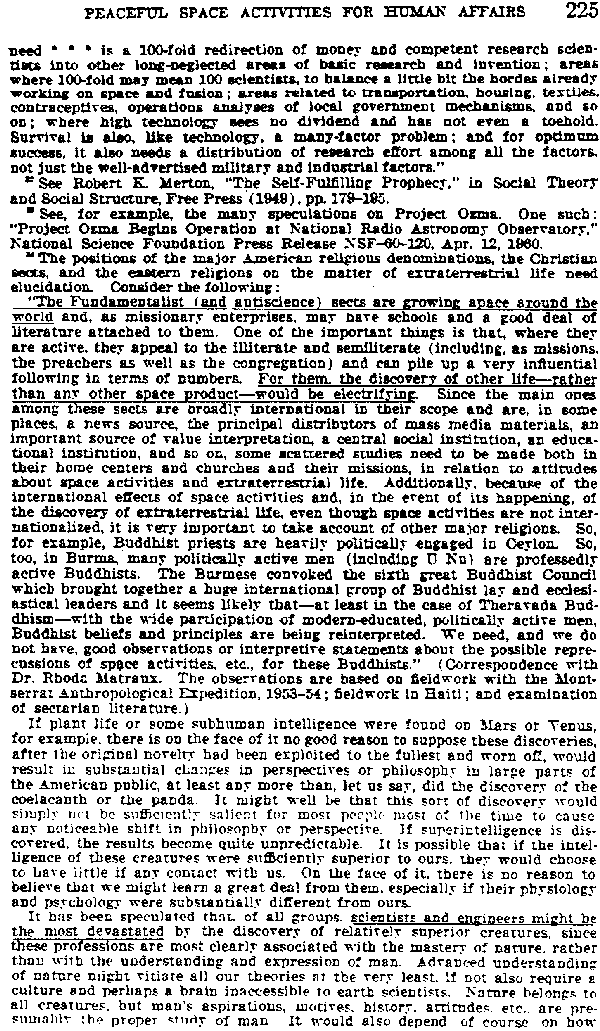 PEACEFUL SPACE ACTIVITIES FOR HUMAN AFFAIRS 225
need * * * is a 100-fold redirection of money and competent research scien-
tists into other long-neglected areas of basic research and invention; areas
where 100-fold may mean 100 scientists, to balance a little bit the hordes already
working on space and fusion; areas related to transportation, housing, textiles,
contraceptives, operations analyses of local government mechanisms, and so
on; where high technology sees no dividend and has not even a toehold.
Survival is also, like technology, a many-factor problem; and for optimum
success, it also needs a distribution of research effort among all the factors,
not just the well-advertised military and industrial factors."
See Robert K. Merton, "The Self-Fulfilling Prophecy," in Social Theory
and Social Structure, Free Press (1949), pp. 179-195.
See, for example, the many speculations on Project Ozma. One such:
"Project Ozma Begins Operation at National Radio Astronomy Observatory,"
National Science Foundation Press Release NSF-60-120, Apr. 12, 1960.
The positions of the major American religious denominations, the Christian
sects, and the eastern religions on the matter of extraterrestrial life need
elucidation. Consider the following:
"The Fundamentalist (and antiscience) sects are growing apace around the
world and, as missionary enterprises, may have schools and a good deal of
literature attached to them. One of the important things is that, where they
are active, they appeal to the illiterate and semiliterate (including, as missions,
the preachers as well as the congregation) and can pile up a very influential
following in terms of numbers. For them, the discovery of other life—rather
than any other space product—would be electrifying. Since the main ones
among these sects are broadly international in their scope and are, in some
places, a news source, the principal distributors of mass media materials, an
important source of value interpretation, a central social institution, an educa-
tional institution, and so on, some scattered studies need to be made both in
their home centers and churches and their missions, in relation to attitudes
about space activities and extraterrestrial life. Additionally, because of the
international effects of space activities and, in the event of its happening, of
the discovery of extraterrestrial life, even though space activities are not inter-
nationalized, it is very important to take account of other major religions. So,
for example, Buddhist priests are heavily politically engaged in Ceylon. So,
too, in Burma, many politically active men (including U Nu) are professedly
active Buddhists. The Burmese convoked the sixth great Buddhist Council
which brought together a huge international group of Buddhist lay and ecclesi-
astical leaders and it seems likely that—at least in the case of Theravada Bud-
dhism—with the wide participation of modern-educated, politically active men,
Buddhist beliefs and principles are being reinterpreted. We need, and we do
not have, good observations or interpretive statements about the possible reper-
cussions of space activities, etc., for these Buddhists." (Correspondence with
Dr. Rhoda Metraux. The observations are based on fieldwork with the Mont-
serrat Anthropological Expedition, 1953-54; fieldwork in Haiti; and examination
of sectarian literature.)
If plant life or some subhuman intelligence were found on Mars or Venus,
for example, there is on the face of it no good reason to suppose these discoveries,
after the original novelty had been exploited to the fullest and worn off, would
result in substantial changes in perspectives or philosophy in large parts of
the American public, at least any more than, let us say, did the discovery of the
coelacanth or the panda. It might well be that this sort of discovery would
simply not be sufficiently salient for most people most of the time to cause
any noticeable shift in philosophy or perspective. If superintelligence is dis-
covered, the results become quite unpredictable. It is possible that if the intel-
ligence of these creatures were sufficiently superior to ours, they would choose
to have little if any contact with us. On the face of it, there is no reason to
believe that we might learn a great deal from them, especially if their physiology
and psychology were substantially different from ours.
It has been speculated that, of all groups, scientists and engineers might be
the most devastated by the discovery of relatively superior creatures, since
these professions are most clearly associated with the mastery of nature, rather
than with the understanding and expression of man. Advanced understanding
of nature might vitiate all our theories at the very least, if not also require a
culture and perhaps a brain inaccessible to earth scientists. Nature belongs to
all creatures, but man's aspirations, motives, history, attitudes, etc., are pre-
sumably the proper study of man. It would also depend, of course, on how